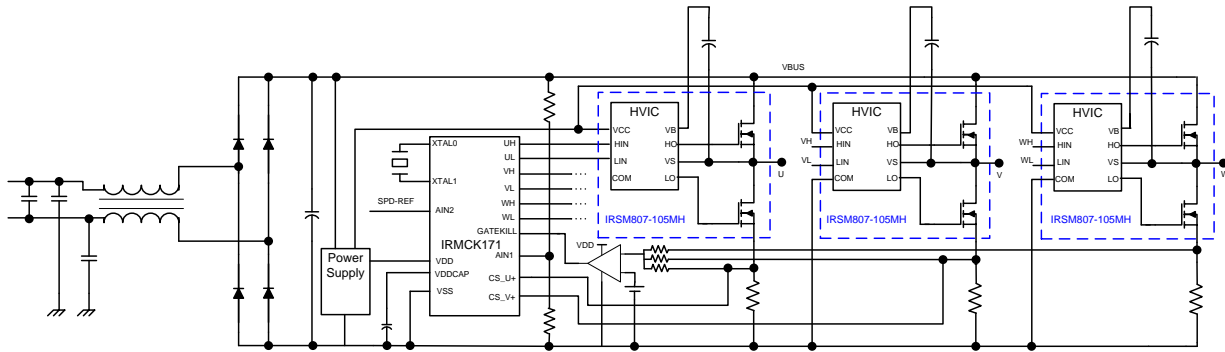 VBUS
HVIC
VCC
HIN
LIN
COM
VB
HO
VS
LO
U
IRSM807-105MH
HVIC
VH
VL
VCC
HIN
LIN
COM
VB
HO
VS
LO
V
IRSM807-105MH
HVIC
WH
WL
VCC
HIN
LIN
COM
VB
HO
VS
LO
W
IRSM807-105MH
XTAL0
XTAL1
SPD-REF
AIN2
IRMCK171
VDD
VDDCAP
VSS
UH
UL
VH
VL
WH
WL
GATEKILL
AIN1
CS_U+
CS_V+
VDD
Power
Supply